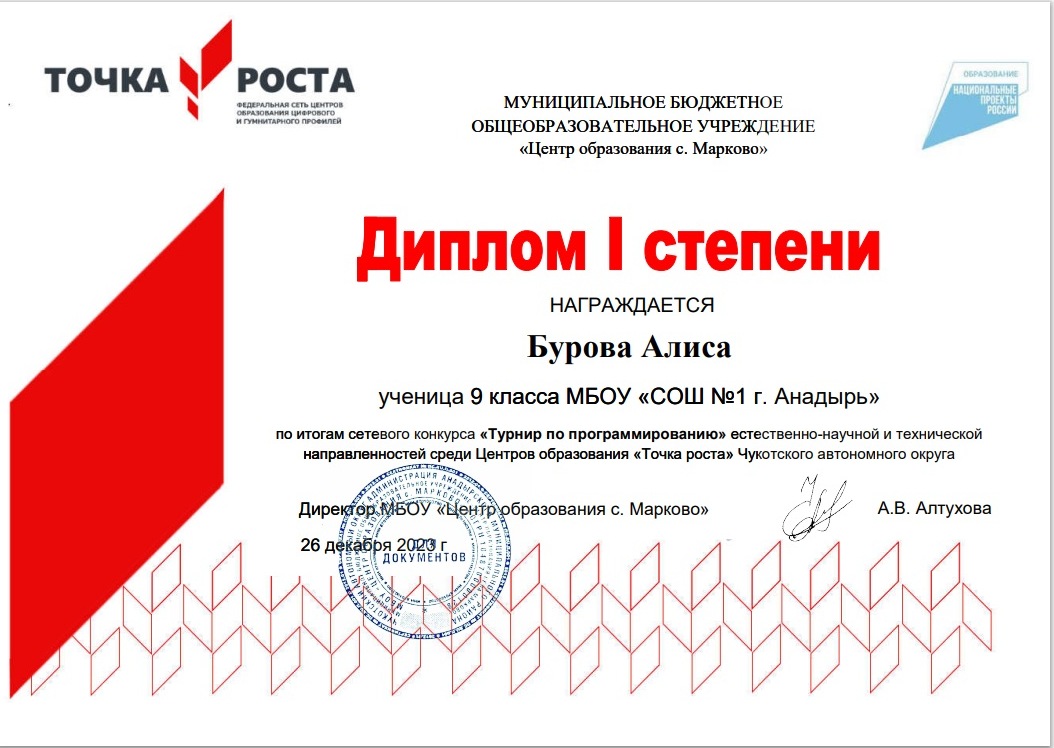 ТОЧКА РОСТА
ФЕДЕРАЛЬНАЯ СЕТЬ ЦЕНТРОВ
ОБРАЗОВАНИЯ ЦИФРОВОГО
И ГУМНИТАРНОГО ПРОФИЛЕЙ
МУНИЦИПАЛЬНОЕ БЮДЖЕТНОЕ
ОБЩЕОБРАЗОВАТЕЛЬНОЕ УЧРЕЖДЕНИЕ
«Центр образования с. Марково»
ОБРАЗОВАНИЕ
НАЦИОНАЛЬНЫЕ
ПРОЕКТЫ
РОССИИ
Диплом I степени
НАГРАЖДАЕТСЯ
Бурова Алиса
ученица 9 класса МБОУ «СОШ №1 г. Анадырь»
по итогам сетевого конкурса «Турнир по программированию» естественно-научной и технической
направленностей среди Центров образования «Точка роста» Чукотского автономного округа
Директор МБОУ «Центр образования с. Марково»
А.В. Алтухова
26 декабря 2023 г
ДЛЯ
ДОКУМЕНТОВ